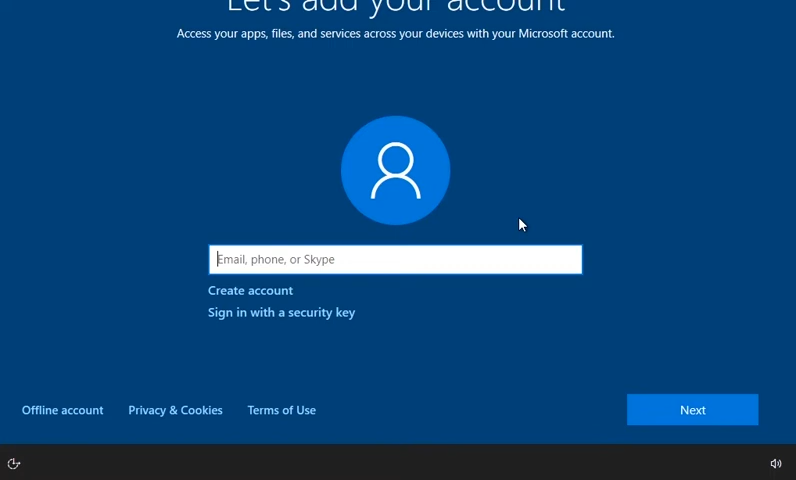 Let's add your account
Access your apps, files, and services across your devices with your Microsoft account.
Email, phone, or Skype
Create account
Sign in with a security key
Offline account Privacy & Cookies Terms of Use Next